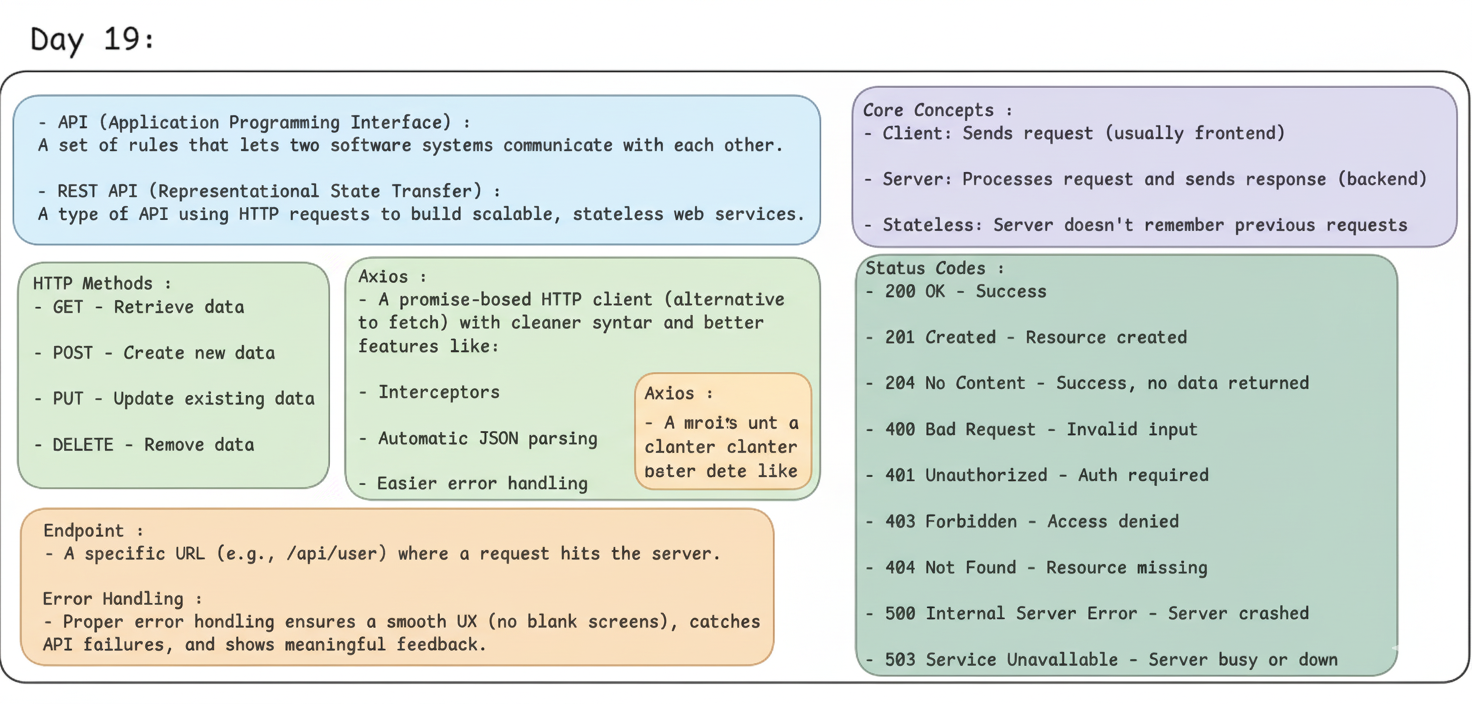 Day 19:
- API (Application Programming Interface) :
A set of rules that lets two software systems communicate with each other.
- REST API (Representational State Transfer) :
A type of API using HTTP requests to build scalable, stateless web services.
Core Concepts :
- Client: Sends request (usually frontend)
- Server: Processes request and sends response (backend)
- Stateless: Server doesn't remember previous requests
HTTP Methods :
- GET - Retrieve data
- POST - Create new data
- PUT - Update existing data
- DELETE - Remove data
Axios :
- A promise-bosed HTTP client (alternative
to fetch) with cleaner syntar and better
features like:
- Interceptors
- Automatic JSON parsing
- Easier error handling
Axios :
- A unt a
clanter clanter
dete like
Status Codes :
- 200 OK - Success
- 201 Created - Resource created
- 204 No Content - Success, no data returned
- 400 Bad Request - Invalid input
- 401 Unauthorized - Auth required
- 403 Forbidden - Access denied
- 404 Not Found - Resource missing
- 500 Internal Server Error - Server crashed
- 503 Service Unavallable - Server busy or down
Endpoint :
- A specific URL (e.g., /api/user) where a request hits the server.
Error Handling :
- Proper error hondling ensures a smooth UX (no blank screens), catches
API failures, and shows meaningful feedback.